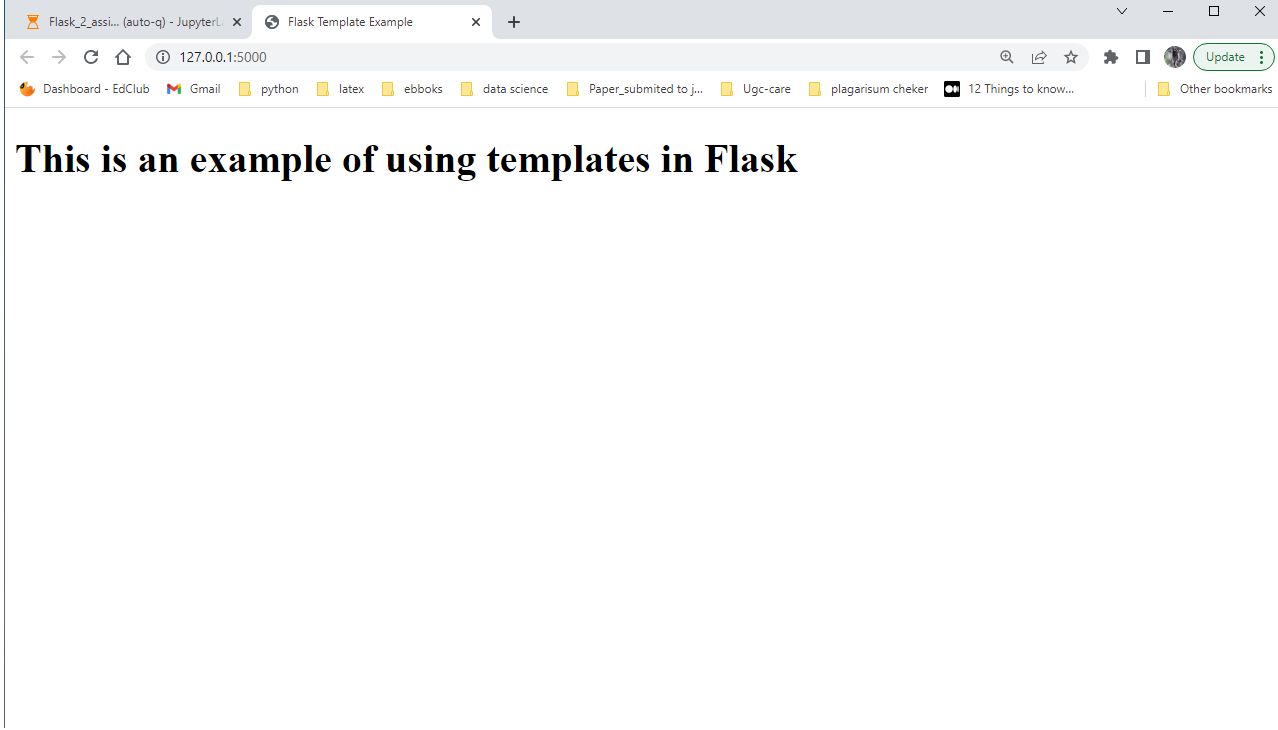 Flask_2_assi... (auto-q) - JupyterL
Flask Template Example
127.0.0.1:5000
Update
Dashboard - EdClub
Gmail
python
latex
ebboks
data science
Paper_submited to j...
Ugc-care
plagarisum cheker
12 Things to know...
Other bookmarks
This is an example of using templates in Flask